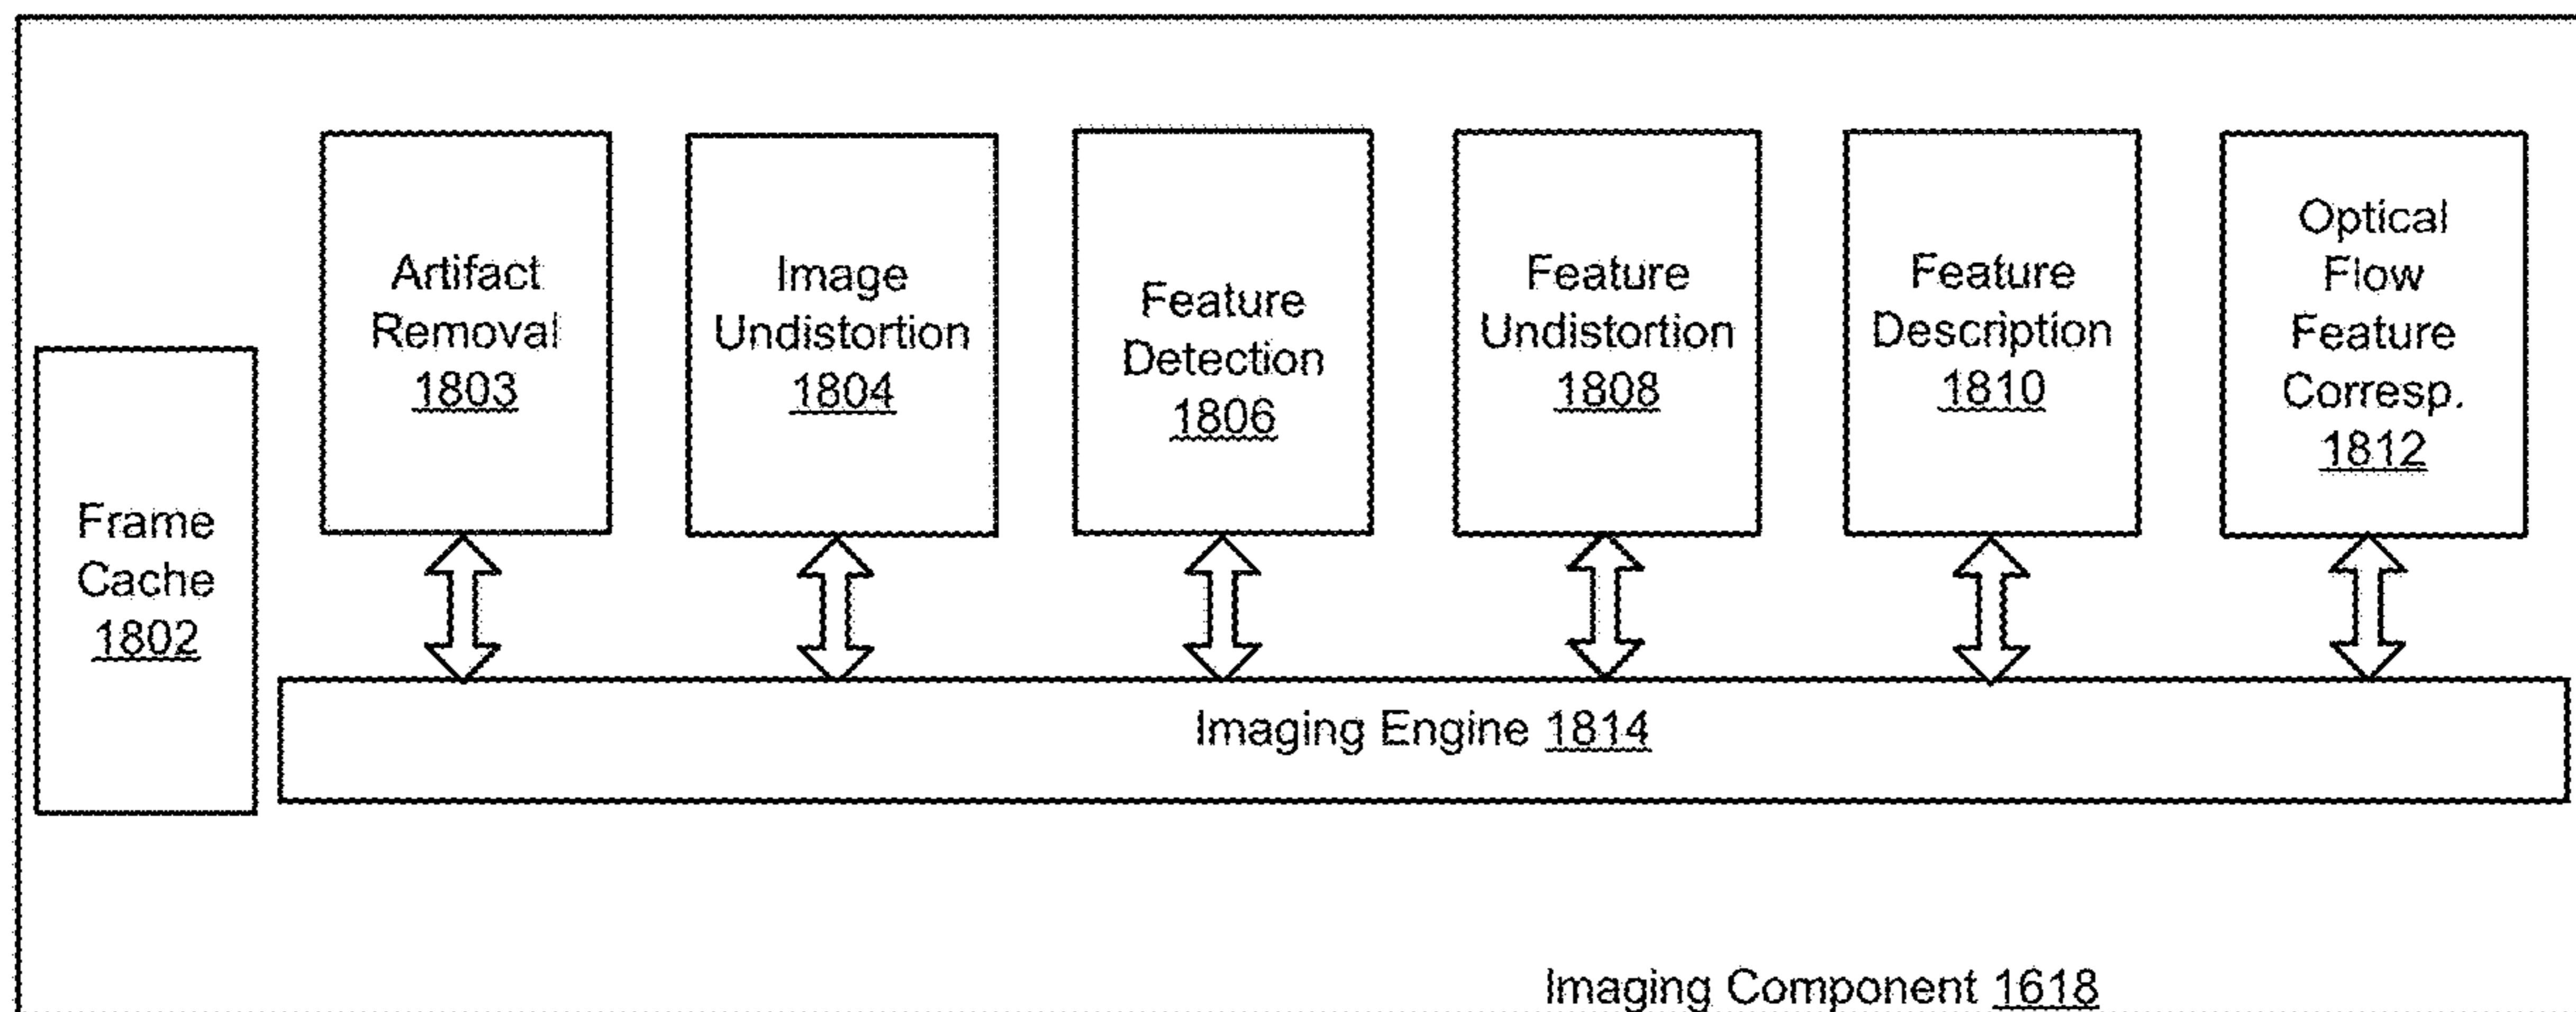 Artifact
Removal
1803
Image
Undistortion
1804
Feature
Detection
1806
Feature
Undistortion
1808
Feature
Description
1810
Optical
Flow
Feature
Corresp.
1812
Frame
Cache
1802
Imaging Engine 1814
Imaging Component 1618